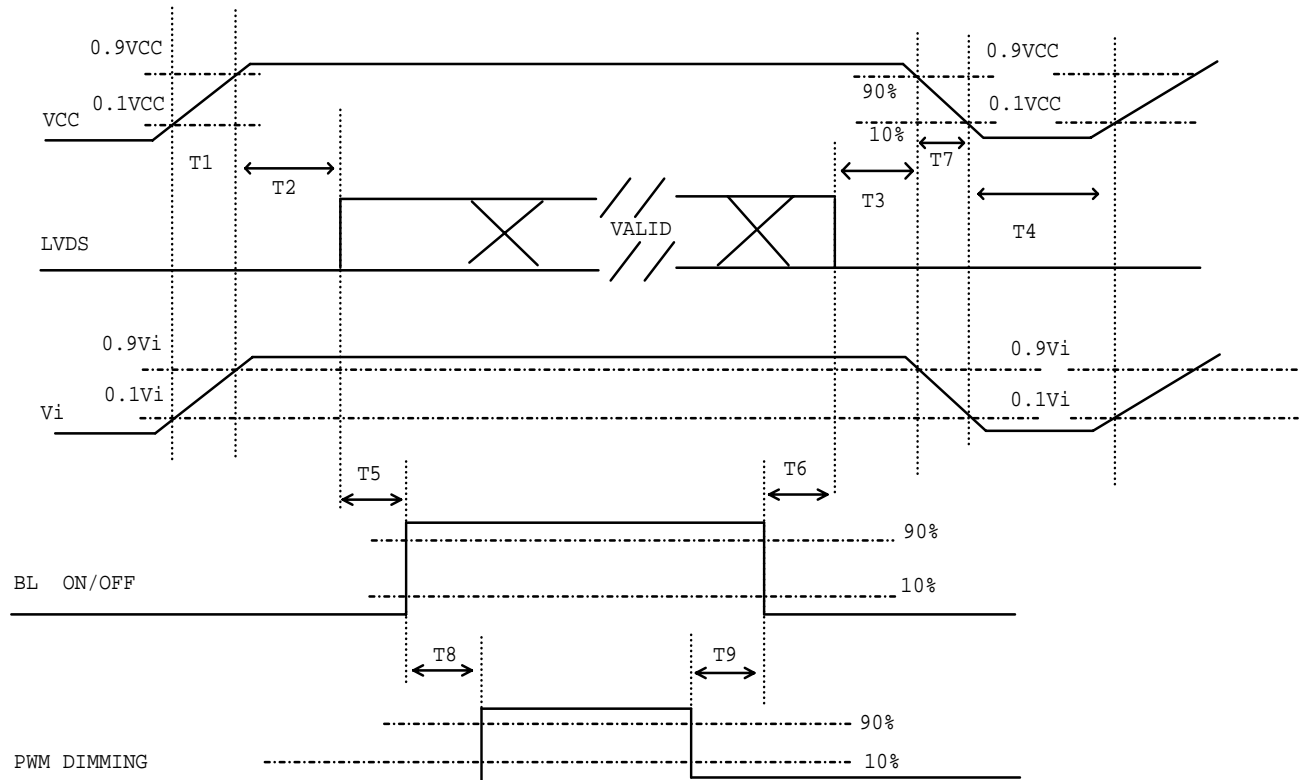 0.9VCC
0.9VCC
90%
0.1VCC
0.1VCC
VCC
10%
T1
T7
T2
T3
T4
VALID
LVDS
0.9Vi
0.9Vi
0.1Vi
0.1Vi
Vi
T5
T6
90%
BL ON/OFF
10%
T8
T9
90%
PWM DIMMING
10%